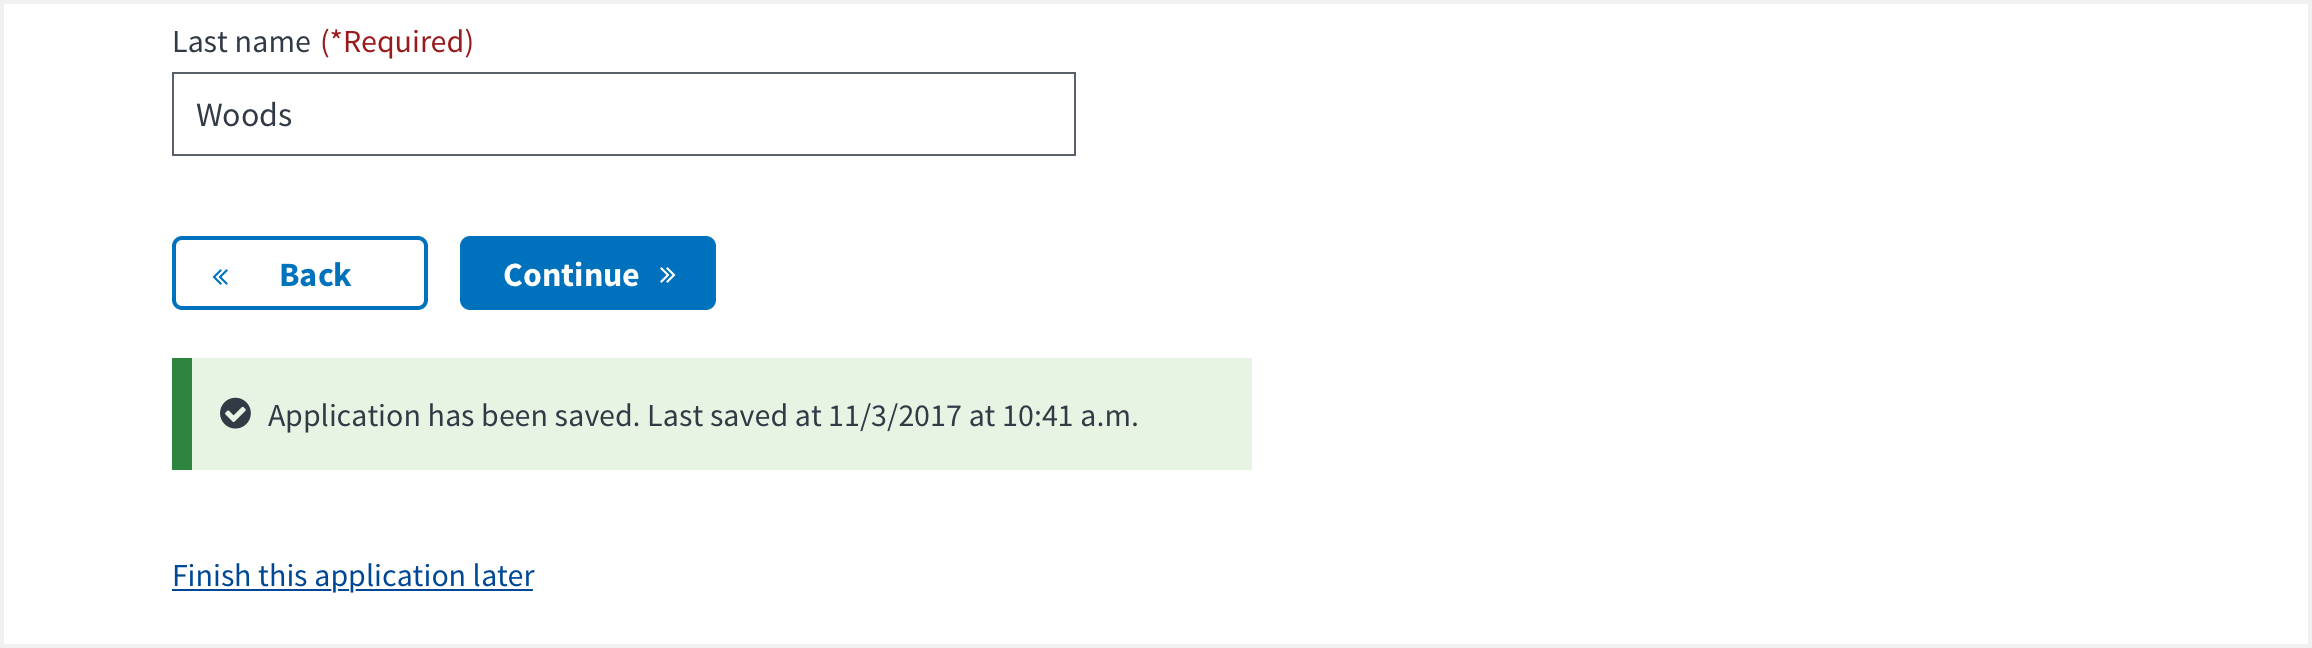 Last name (*Required)
Woods
« Back Continue »
Application has been saved. Last saved at 11/3/2017 at 10:41 a.m.
Finish this application later